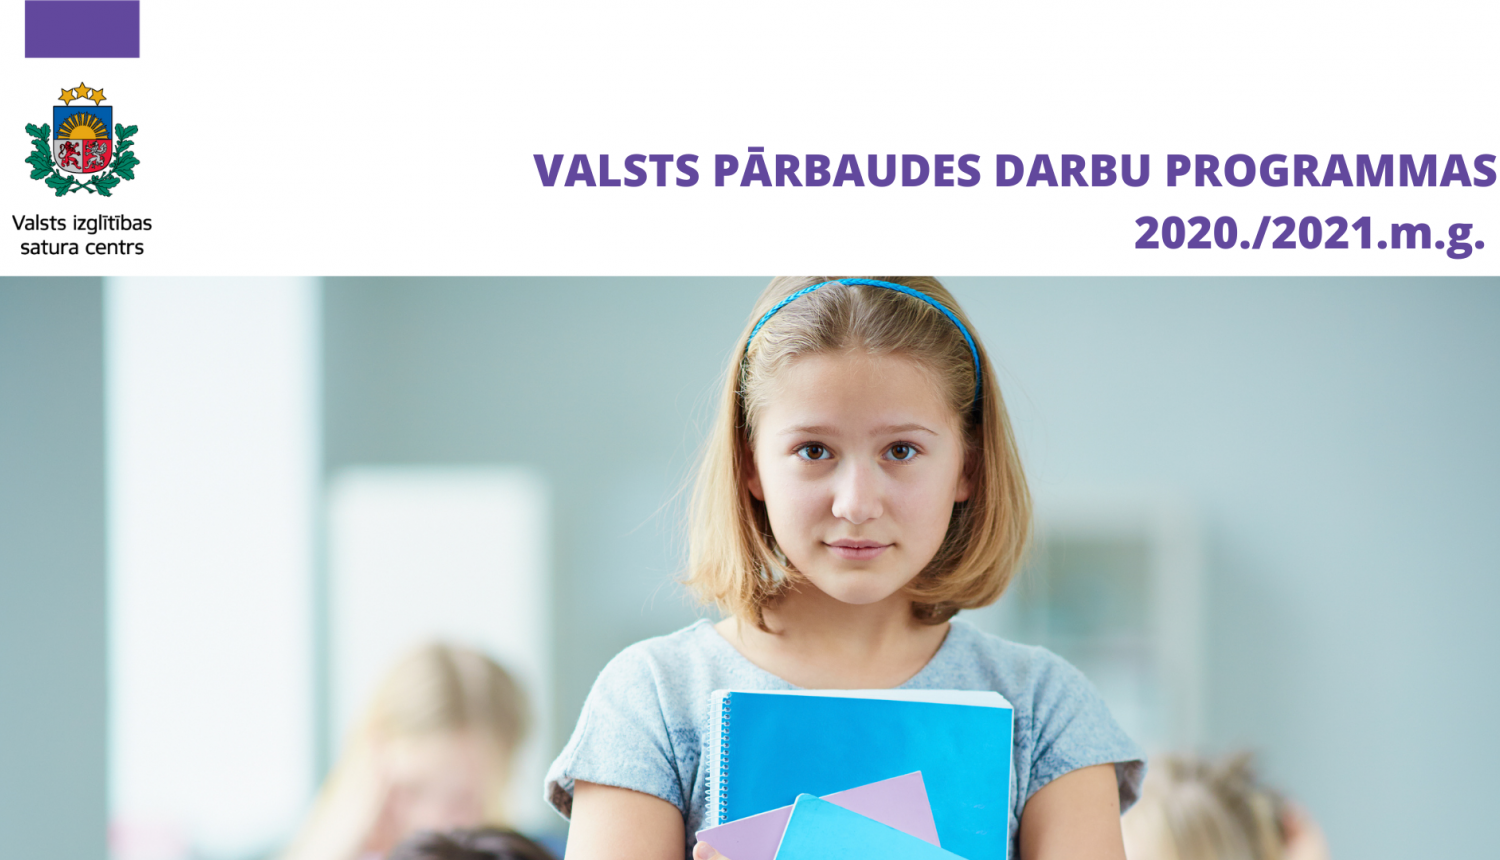 Valsts izglītības
satura centrs
VALSTS PĀRBAUDES DARBU PROGRAMMAS
2020./2021.m.g.